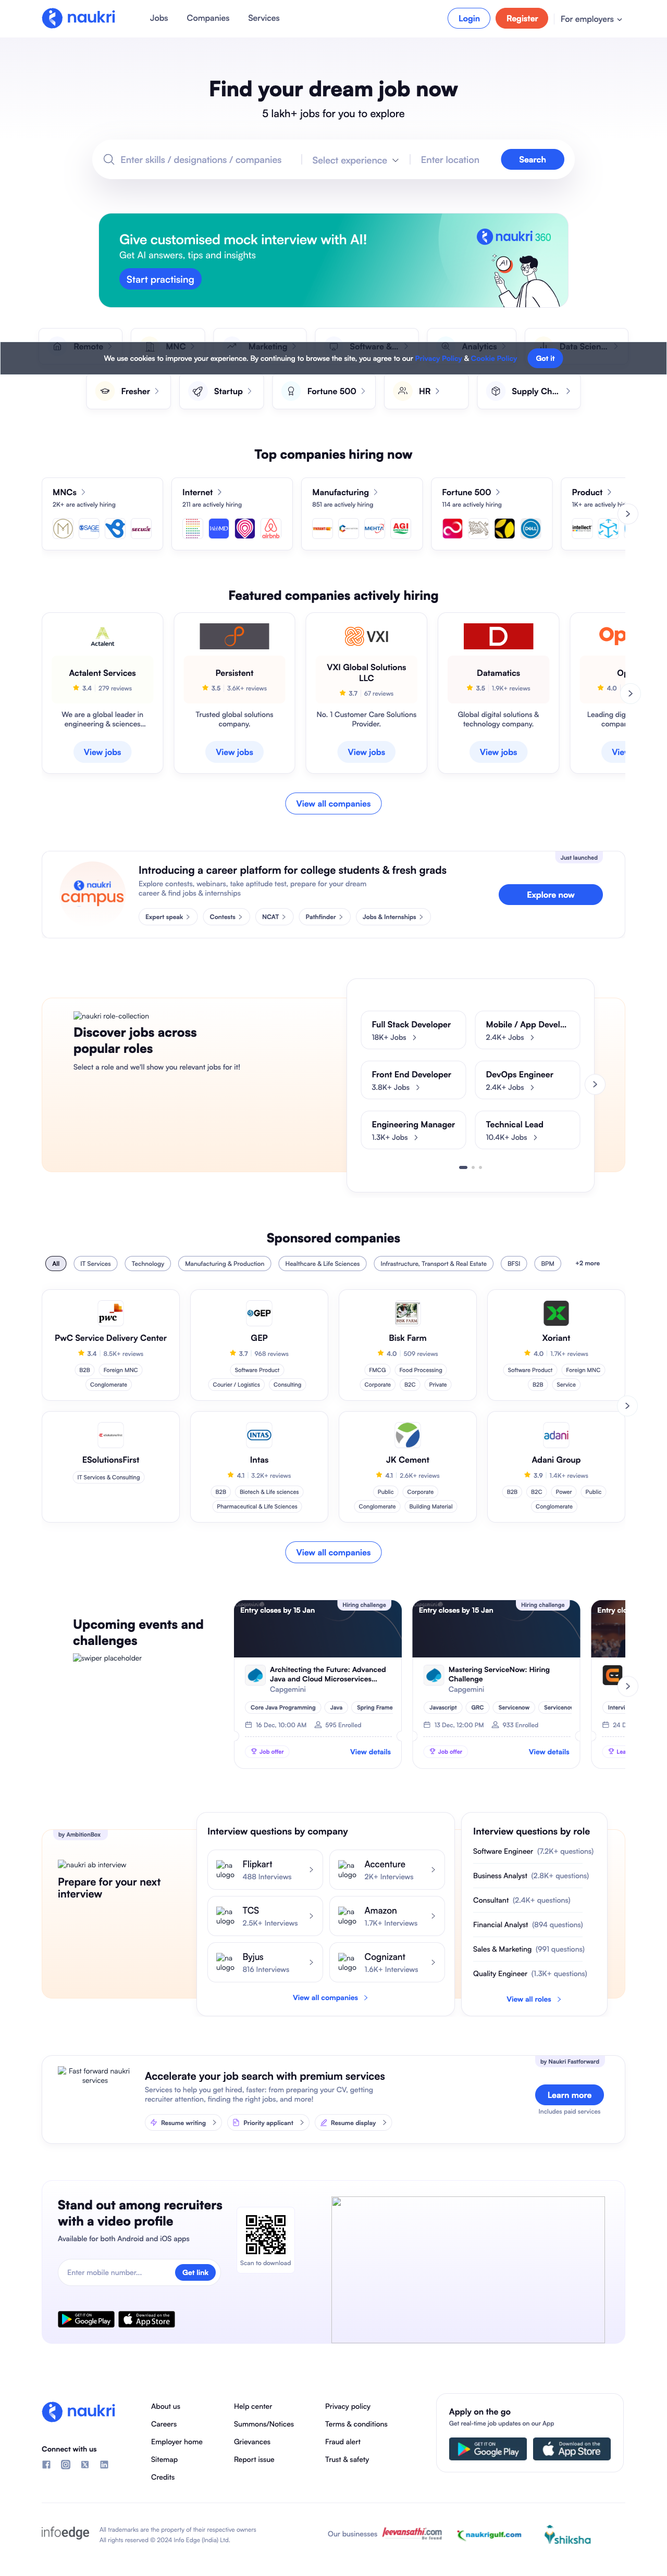 naukri
Jobs
Companies
Services
Login
Register
For employers
Find your dream job now
5 lakh+ jobs for you to explore
Enter skills / designations / companies
Select experience
Enter location
Search
Give customised mock interview with AI!
Get AI answers, tips and insights
Start practising
naukri 360
AI
Remote
MNC
Marketing
Software &...
Analytics
Data Scien...
We use cookies to improve your experience. By continuing to browse the site, you agree to our Privacy Policy & Cookie Policy
Got it
Fresher
Startup
Fortune 500
HR
Supply Ch...
Top companies hiring now
MNCs
2K+ are actively hiring
Internet
211 are actively hiring
airbnb
Manufacturing
851 are actively hiring
MEHTA
AGI
Fortune 500
114 are actively hiring
DELL
Product
1K+ are actively hi
intellect
SAGE
Featured companies actively hiring
Actalent
Actalent Services
3.4
279 reviews
We are a global leader in
engineering & sciences...
View jobs
Persistent
3.5
3.6K+ reviews
Trusted global solutions
company.
View jobs
VXI
VXI Global Solutions
LLC
3.7
67 reviews
No. 1 Customer Care Solutions
Provider.
View jobs
D
Datamatics
3.5
1.9K+ reviews
Global digital solutions &
technology company.
View jobs
Op
4.0
Leading dig
compa
View all companies
Just launched
naukri
campus
Introducing a career platform for college students & fresh grads
Explore contests, webinars, take aptitude test, prepare for your dream
career & find jobs & internships
Expert speak
Contests
NCAT
Pathfinder
Jobs & Internships
Explore now
naukri role-collection
Discover jobs across
popular roles
Select a role and we'll show you relevant jobs for it!
Full Stack Developer
18K+ Jobs
Mobile / App Devel...
2.4K+ Jobs
Front End Developer
3.8K+ Jobs
DevOps Engineer
2.4K+ Jobs
Engineering Manager
1.3K+ Jobs
Technical Lead
10.4K+ Jobs
Sponsored companies
All
IT Services
Technology
Manufacturing & Production
Healthcare & Life Sciences
Infrastructure, Transport & Real Estate
BFSI
BPM
+2 more
pwc
PwC Service Delivery Center
3.4
8.5K+ reviews
B2B
Foreign MNC
Conglomerate
GEP
GEP
3.7
968 reviews
Software Product
Courier / Logistics
Consulting
BISK FARM
Bisk Farm
4.0
509 reviews
FMCG
Food Processing
Corporate
B2C
Private
Xoriant
4.0
1.7K+ reviews
Software Product
Foreign MNC
B2B
Service
ESolutionsFirst
IT Services & Consulting
INTAS
Intas
4.1
3.2K+ reviews
B2B
Biotech & Life sciences
Pharmaceutical & Life Sciences
JK Cement
4.1
2.6K+ reviews
Public
Corporate
Conglomerate
Building Material
adani
Adani Group
3.9
1.4K+ reviews
B2B
B2C
Power
Public
Conglomerate
View all companies
Upcoming events and
challenges
swiper placeholder
Hiring challenge
Entry closes by 15 Jan
Architecting the Future: Advanced
Java and Cloud Microservices...
Capgemini
Core Java Programming
Java
Spring Frame
16 Dec, 10:00 AM
595 Enrolled
Job offer
View details
Hiring challenge
Entry closes by 15 Jan
Mastering ServiceNow: Hiring
Challenge
Capgemini
Javascript
GRC
Servicenow
Servicenow
13 Dec, 12:00 PM
933 Enrolled
Job offer
View details
Entry clo
Intervi
24 D
Lea
by AmbitionBox
naukri ab interview
Prepare for your next
interview
Interview questions by company
na
ulogo
Flipkart
488 Interviews
na
ulogo
Accenture
2K+ Interviews
na
ulogo
TCS
2.5K+ Interviews
na
ulogo
Amazon
1.7K+ Interviews
na
ulogo
Byjus
816 Interviews
na
ulogo
Cognizant
1.6K+ Interviews
View all companies
Interview questions by role
Software Engineer (7.2K+ questions)
Business Analyst (2.8K+ questions)
Consultant (2.4K+ questions)
Financial Analyst (894 questions)
Sales & Marketing (991 questions)
Quality Engineer (1.3K+ questions)
View all roles
by Naukri Fastforward
Fast forward naukri
services
Accelerate your job search with premium services
Services to help you get hired, faster: from preparing your CV, getting
recruiter attention, finding the right jobs, and more!
Resume writing
Priority applicant
Resume display
Learn more
Includes paid services
Stand out among recruiters
with a video profile
Available for both Android and iOS apps
Enter mobile number...
Get link
Scan to download
GET IT ON
Google Play
Download on the
App Store
naukri
Connect with us
About us
Careers
Employer home
Sitemap
Credits
Help center
Summons/Notices
Grievances
Report issue
Privacy policy
Terms & conditions
Fraud alert
Trust & safety
Apply on the go
Get real-time job updates on our App
GET IT ON
Google Play
Download on the
App Store
infoedge
All trademarks are the property of their respective owners
All rights reserved © 2024 Info Edge (India) Ltd.
Our businesses
Jeevansathi.com
Be found
naukrigulf.com
shiksha